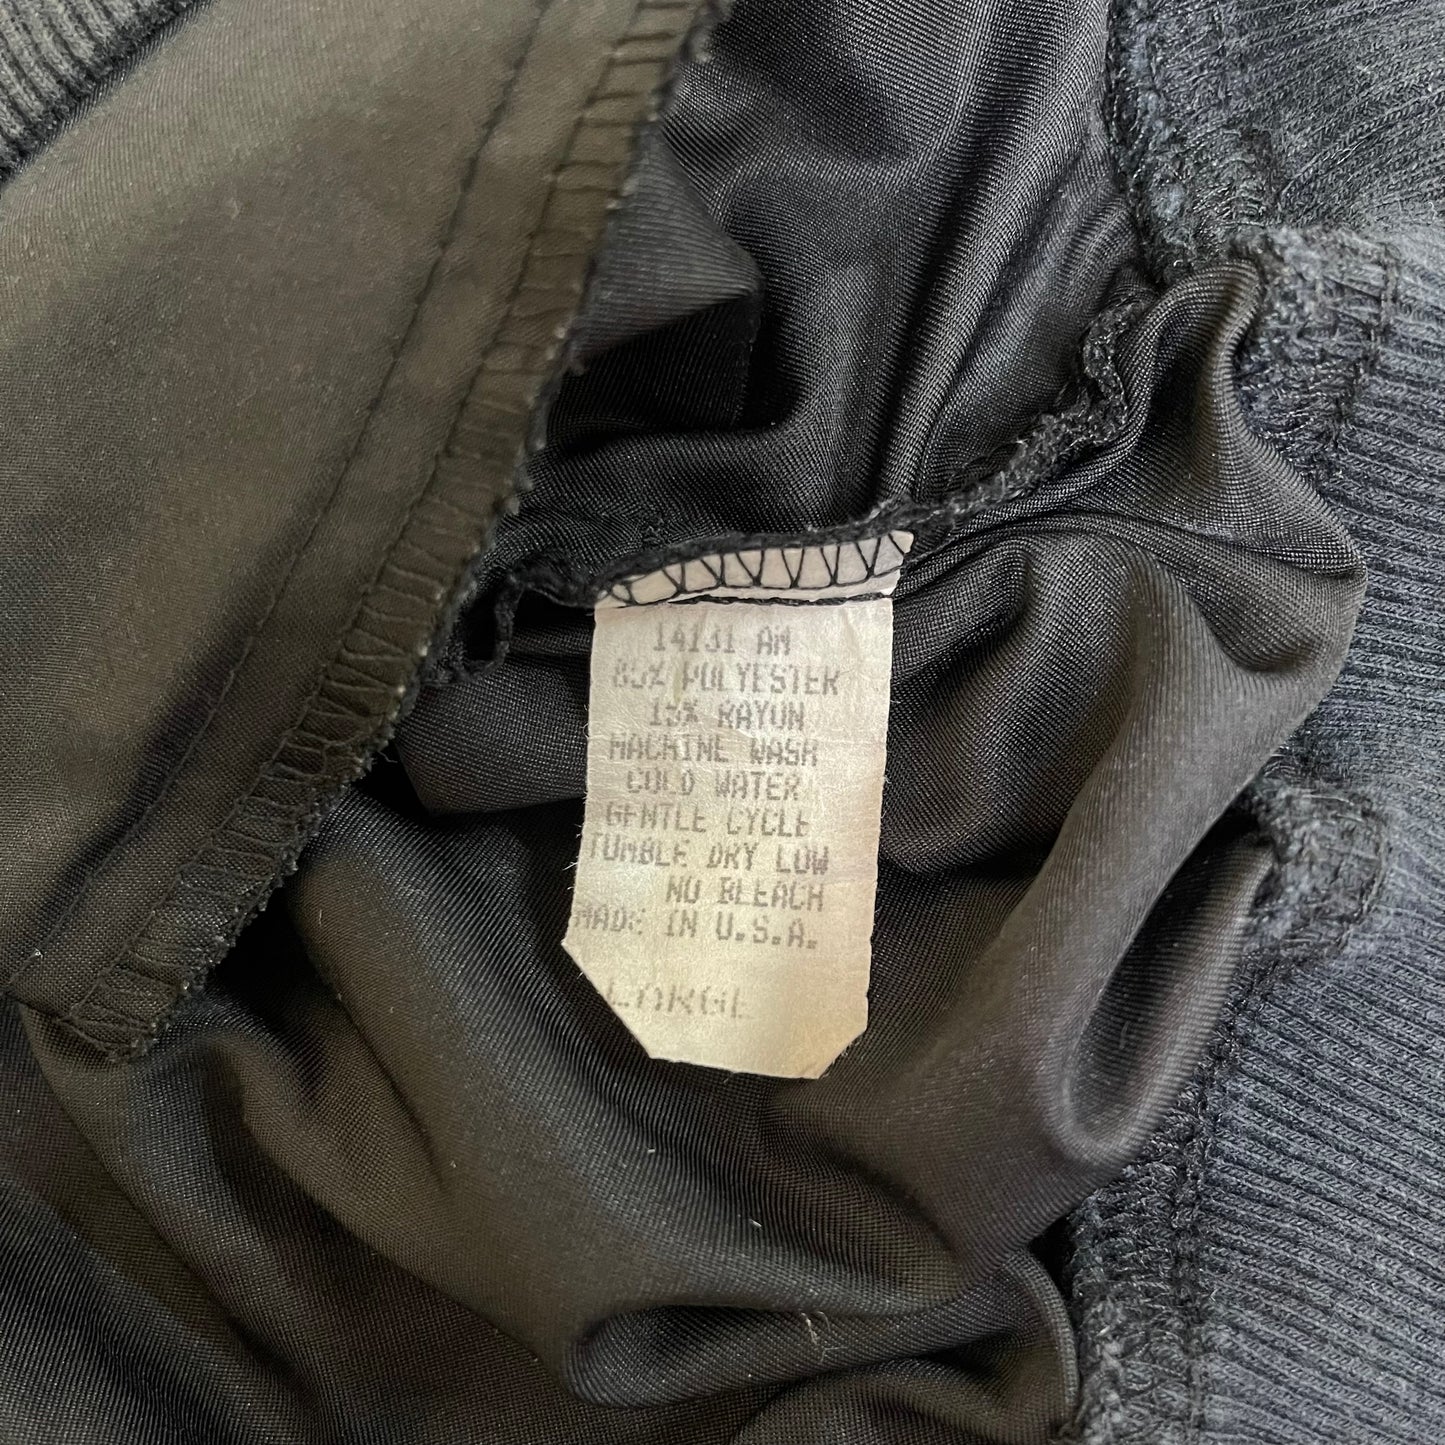 14131 AM
85% POLYESTER
15% RAYON
MACHINE WASH
COLD WATER
GENTLE CYCLE
TUMBLE DRY LOW
NO BLEACH
MADE IN U.S.A.
LARGE